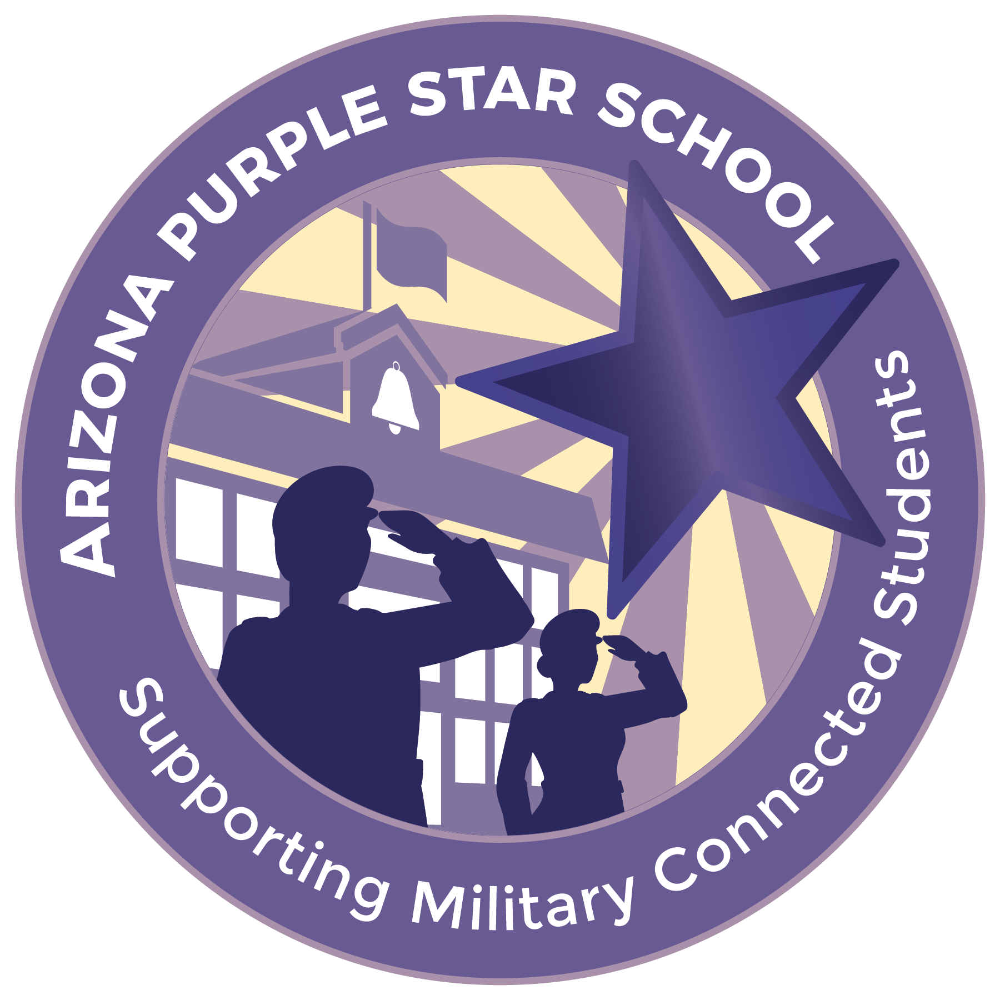 ARIZONA PURPLE STAR SCHOOL
Supporting Military Connected Students